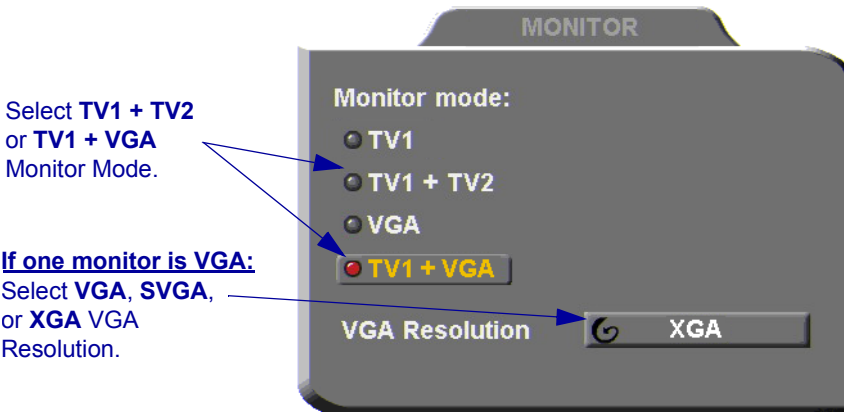 MONITOR
Select TV1 + TV2
or TV1 + VGA
Monitor Mode.
If one monitor is VGA:
Select VGA, SVGA,
or XGA VGA
Resolution.
Monitor mode:
TV1
TV1 + TV2
VGA
TV1 + VGA
VGA Resolution XGA